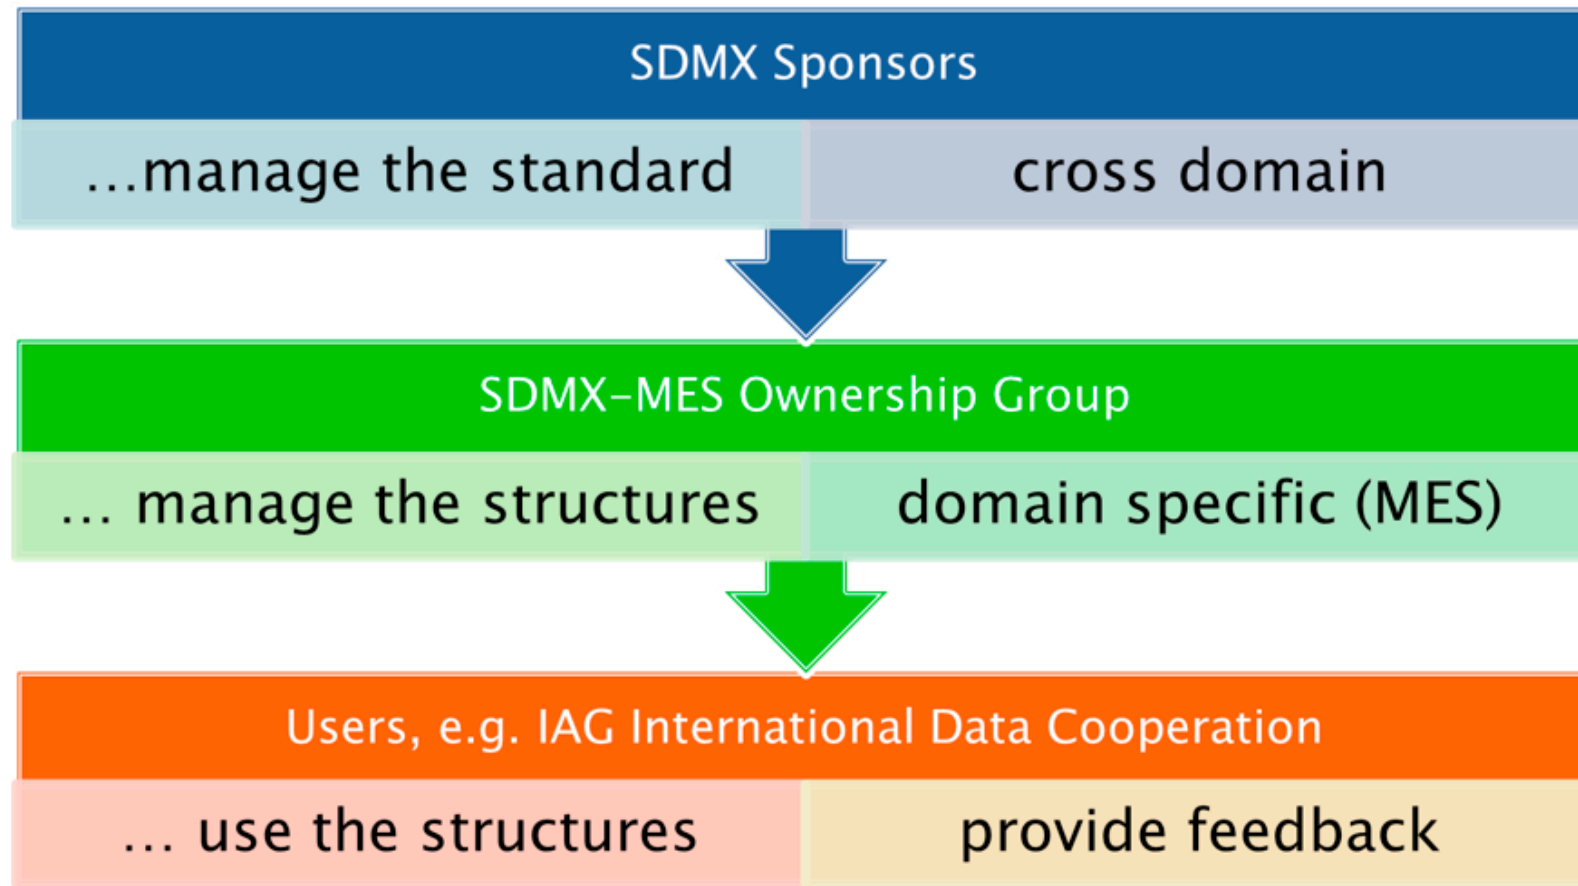 SDMX Sponsors
…manage the standard
cross domain
SDMX-MES Ownership Group
… manage the structures
domain specific (MES)
Users, e.g. IAG International Data Cooperation
… use the structures
provide feedback